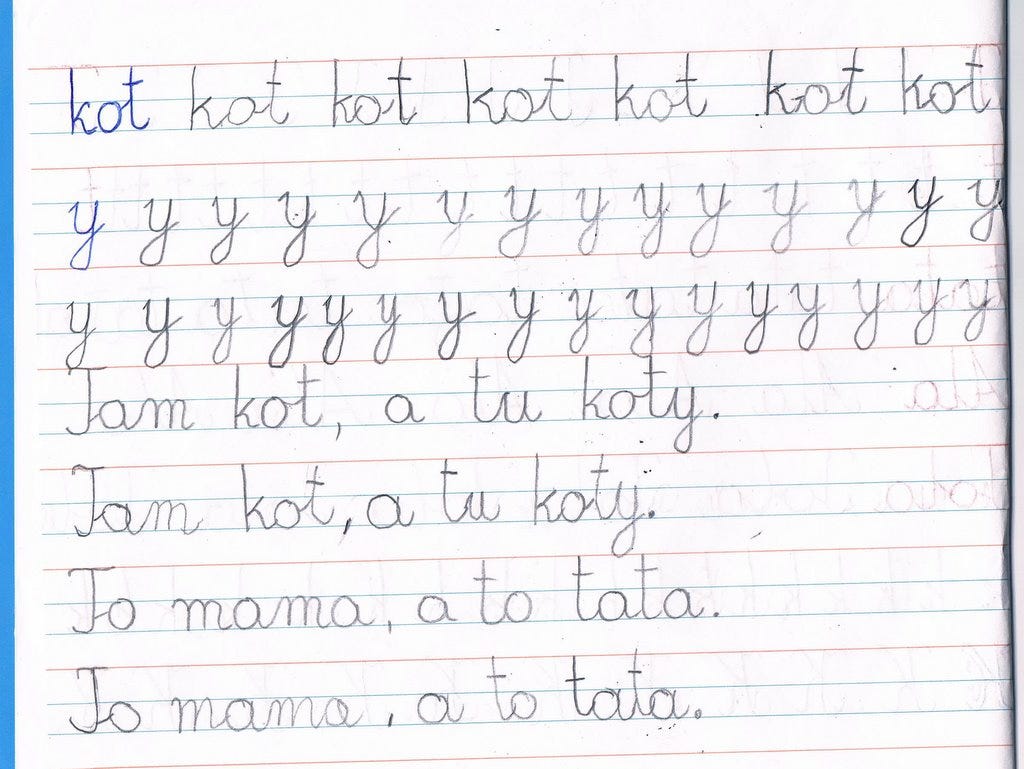 kot kot kot kot kot kot kot
y y y y y y y y y y y y y y
y y y y y y y y y y y y y y y y
Tam kot, a tu koty.
Tam kot, a tu koty.
To mama, a to tata.
To mama, a to tata.